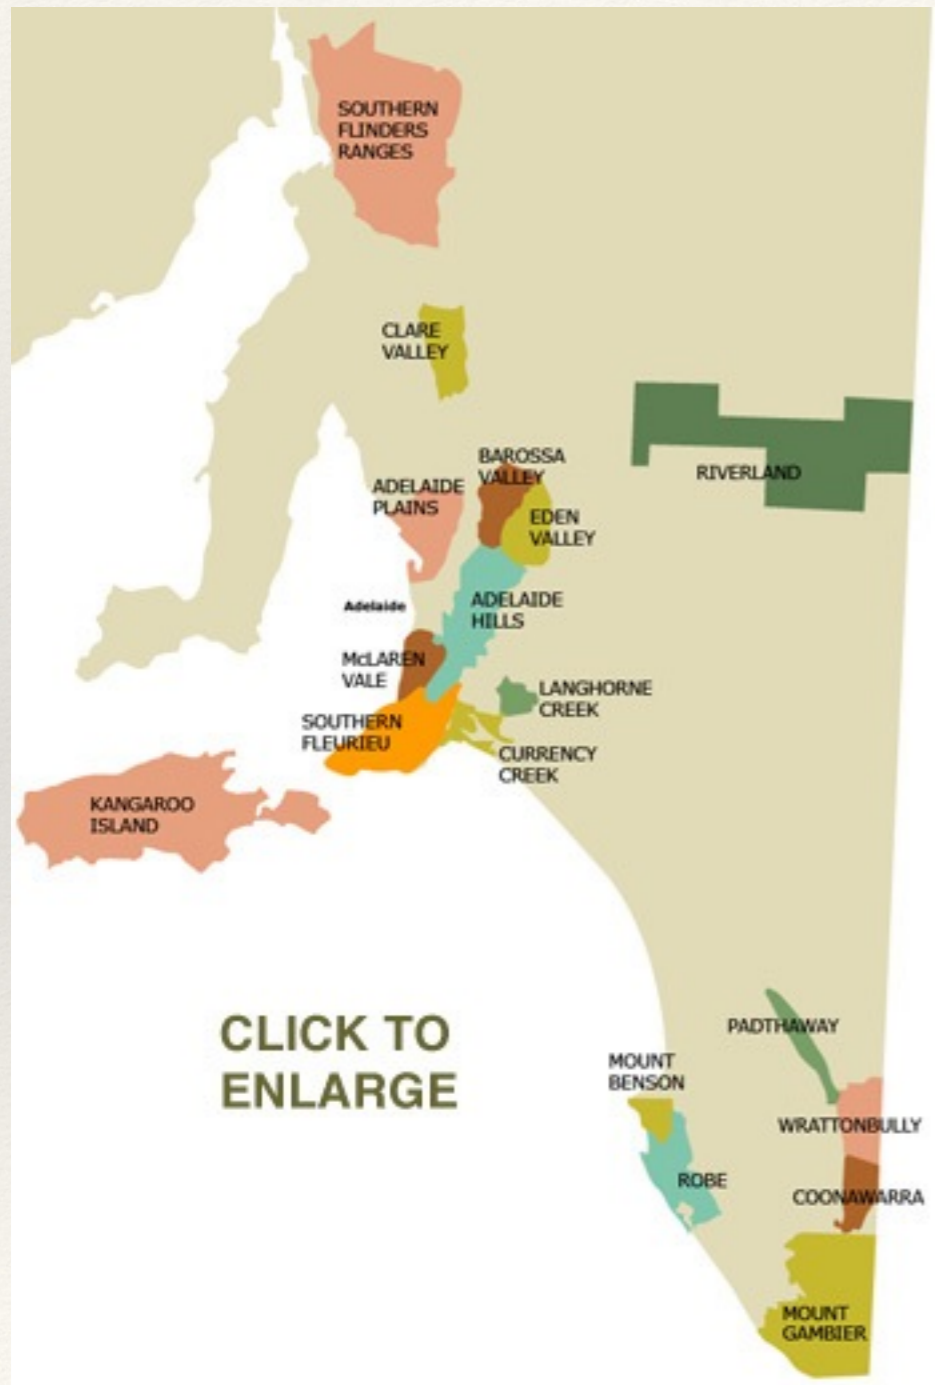 SOUTHERN
FLINDERS
RANGES
CLARE
VALLEY
BAROSSA
VALLEY
RIVERLAND
ADELAIDE
PLAINS
EDEN
VALLEY
Adelaide
ADELAIDE
HILLS
McLAREN
VALE
LANGHORNE
CREEK
SOUTHERN
FLEURIEU
CURRENCY
CREEK
KANGAROO
ISLAND
CLICK TO
ENLARGE
PADTHAWAY
MOUNT
BENSON
WRATTONBULLY
ROBE
COONAWARRA
MOUNT
GAMBIER